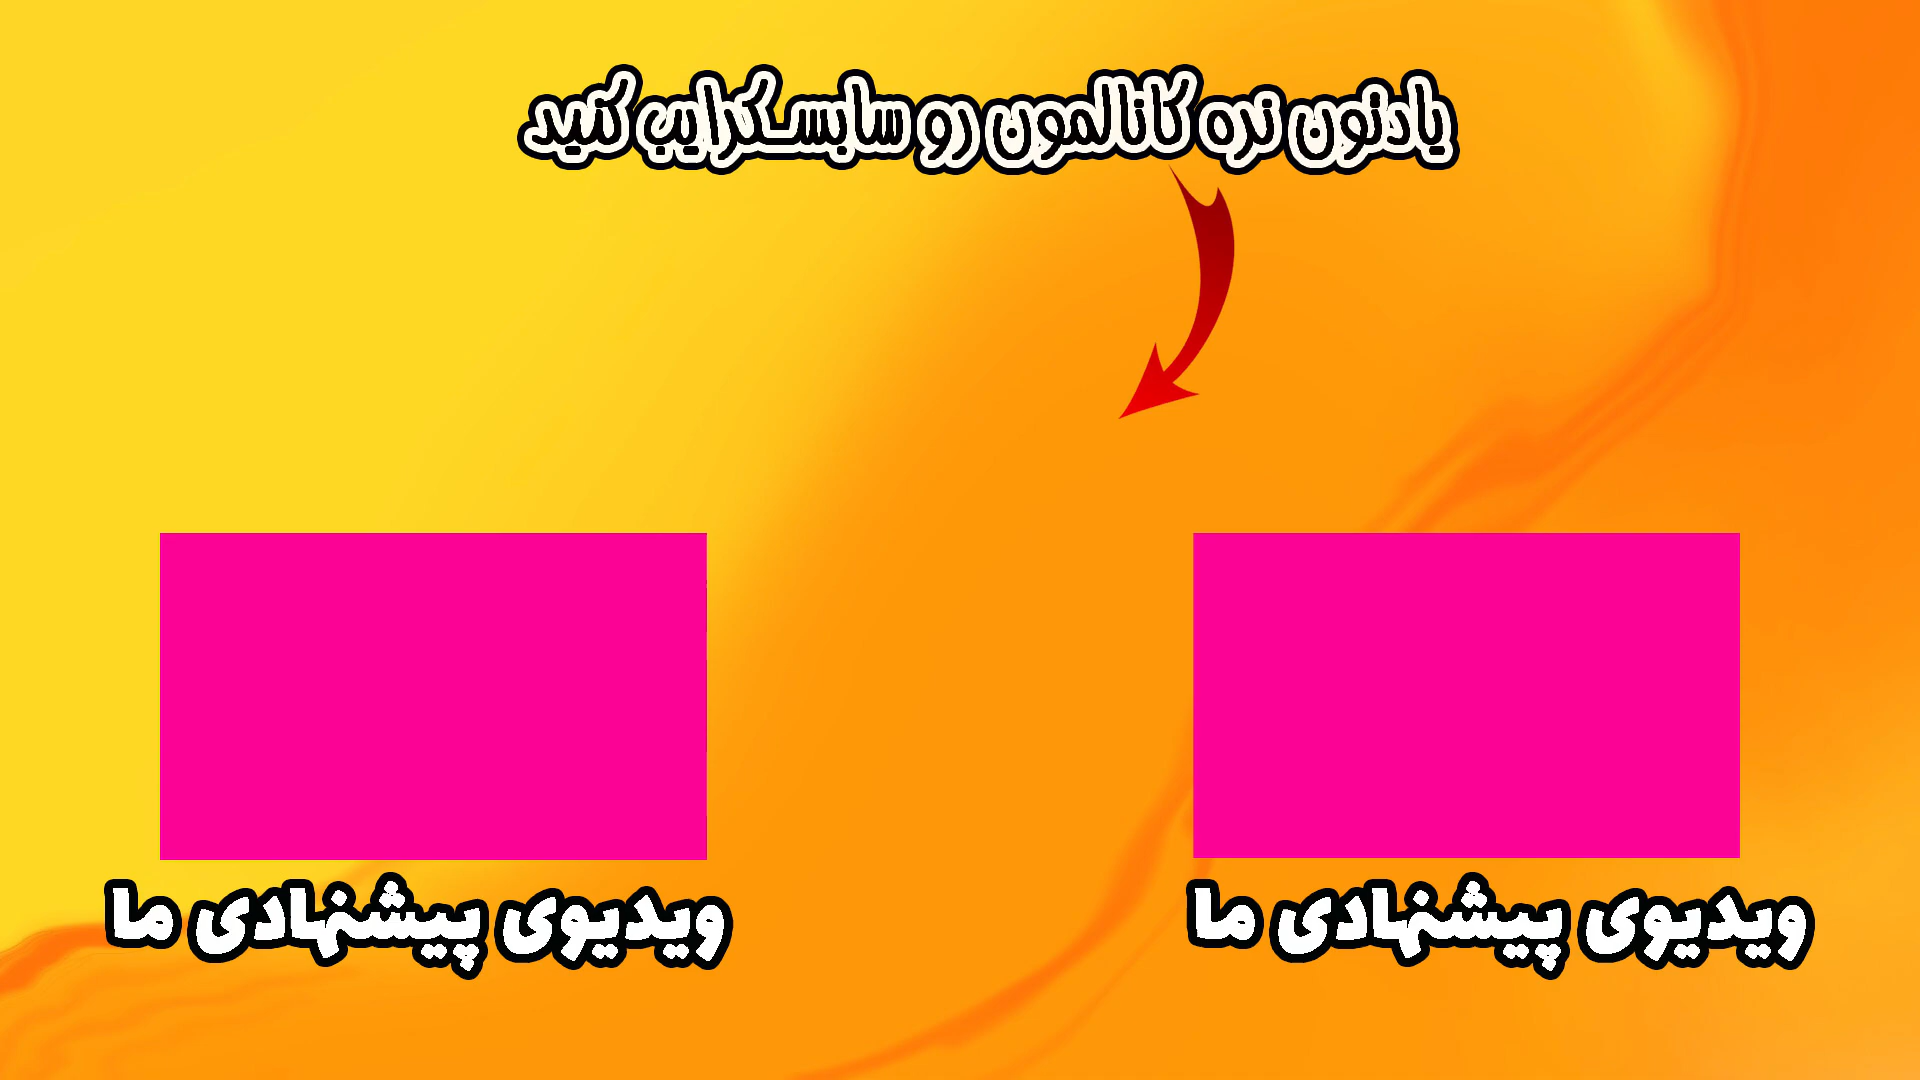 یادتون نره کانالمون رو سابسکرایب کنید
ویدیوی پیشنهادی ما
ویدیوی پیشنهادی ما